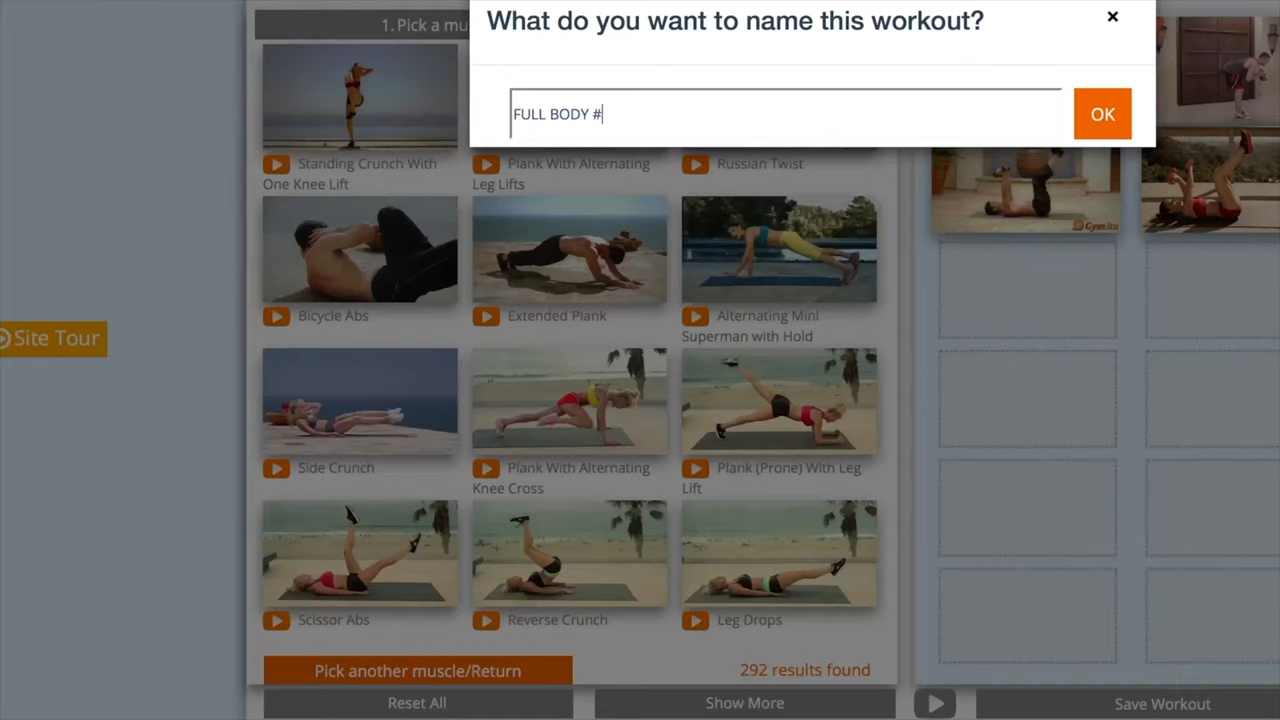 What do you want to name this workout?
×
FULL BODY #
OK
1. Pick a mu
Standing Crunch With
One Knee Lift
Plank With Alternating
Leg Lifts
Russian Twist
Bicycle Abs
Extended Plank
Alternating Mini
Superman with Hold
Side Crunch
Plank With Alternating
Knee Cross
Plank (Prone) With Leg
Lift
Scissor Abs
Reverse Crunch
Leg Drops
Pick another muscle/Return
292 results found
Reset All
Show More
Save Workout
Site Tour